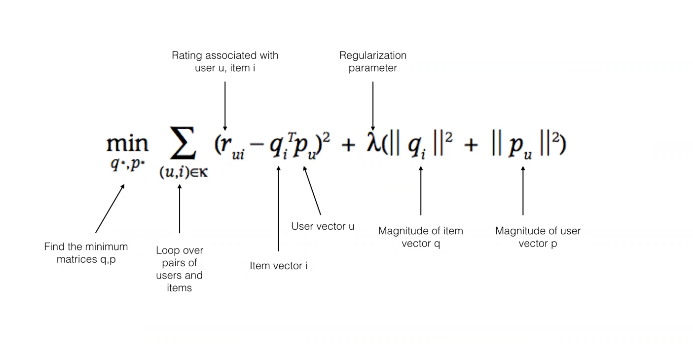 Rating associated with
user u, item i
Regularization
parameter
min
q*,p*
∑
(u,i)∈κ
(r_ui − q_i^T p_u)² + λ(|| q_i ||² + || p_u ||²)
User vector u
Item vector i
Magnitude of item
vector q
Magnitude of user
vector p
Find the minimum
matrices q,p
Loop over
pairs of
users and
items